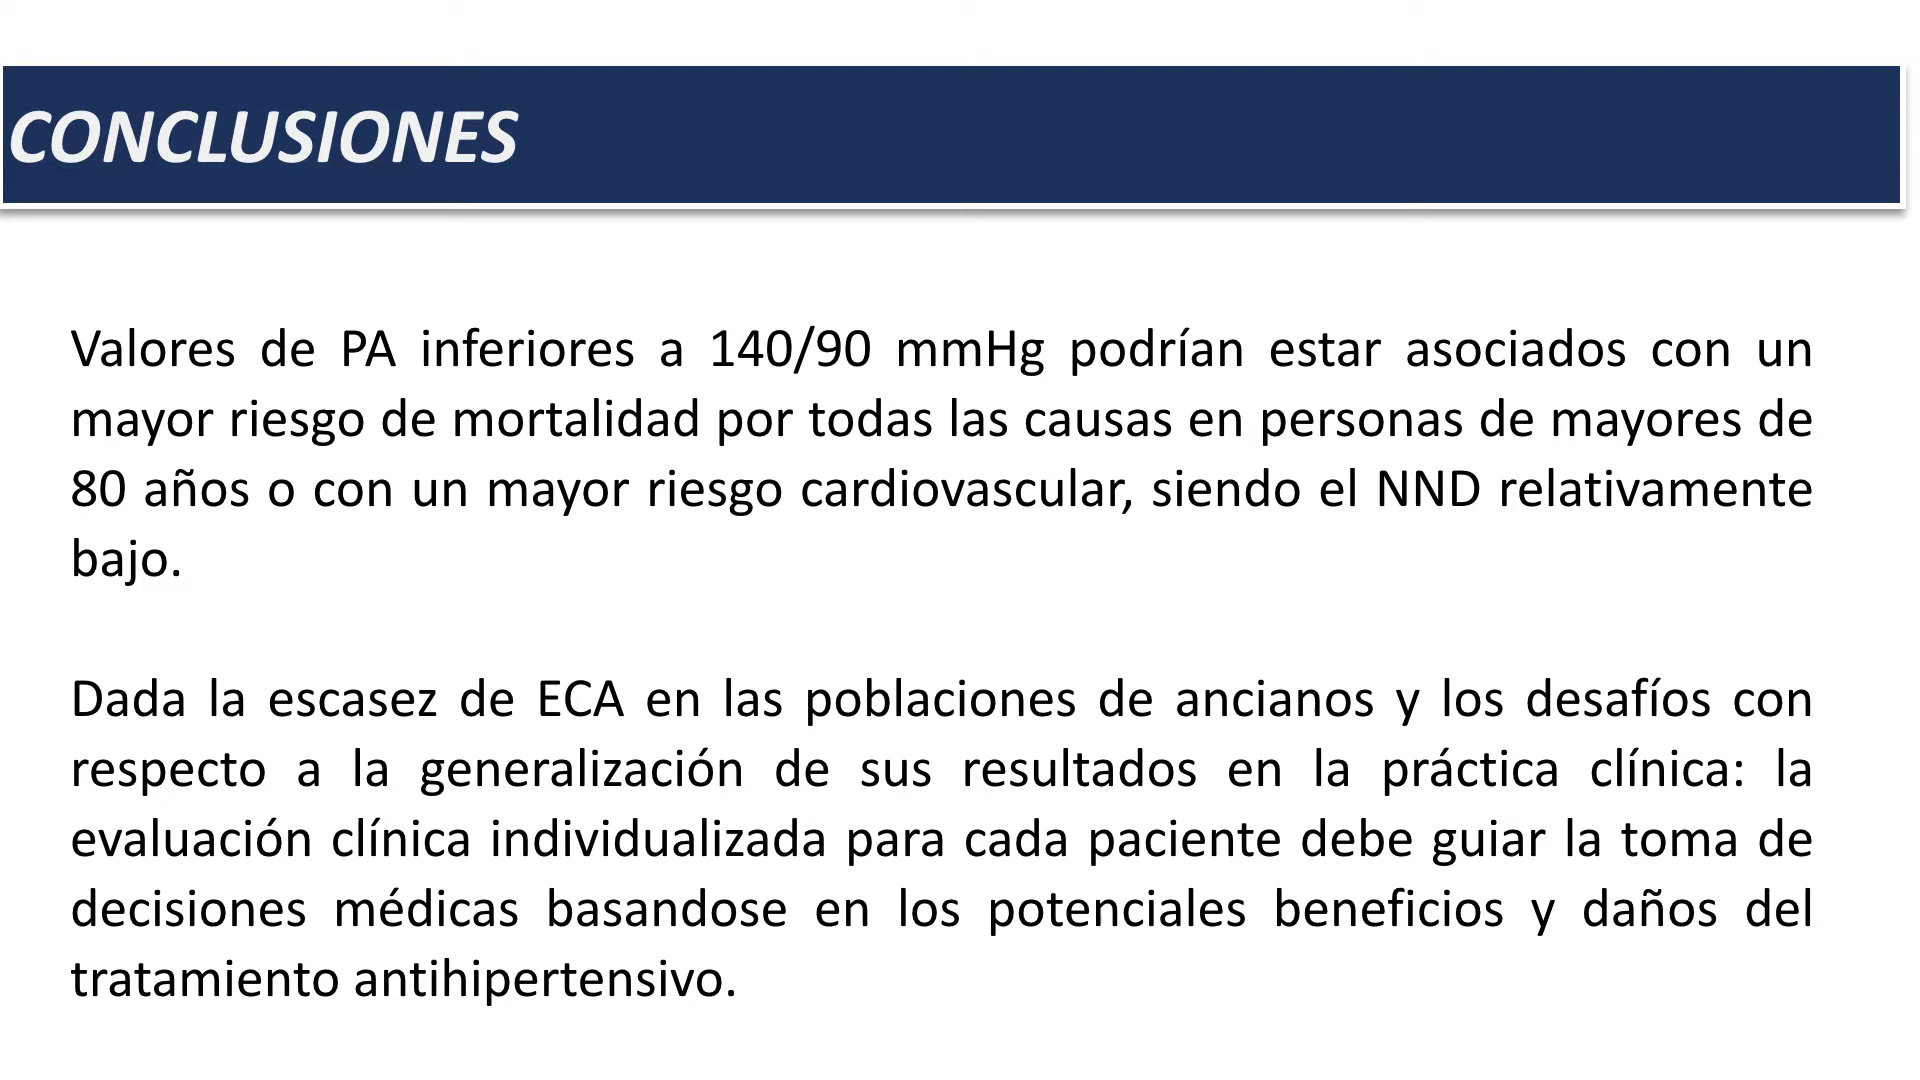 CONCLUSIONES
Valores de PA inferiores a 140/90 mmHg podrían estar asociados con un
mayor riesgo de mortalidad por todas las causas en personas de mayores de
80 años o con un mayor riesgo cardiovascular, siendo el NND relativamente
bajo.
Dada la escasez de ECA en las poblaciones de ancianos y los desafíos con
respecto a la generalización de sus resultados en la práctica clínica: la
evaluación clínica individualizada para cada paciente debe guiar la toma de
decisiones médicas basandose en los potenciales beneficios y daños del
tratamiento antihipertensivo.